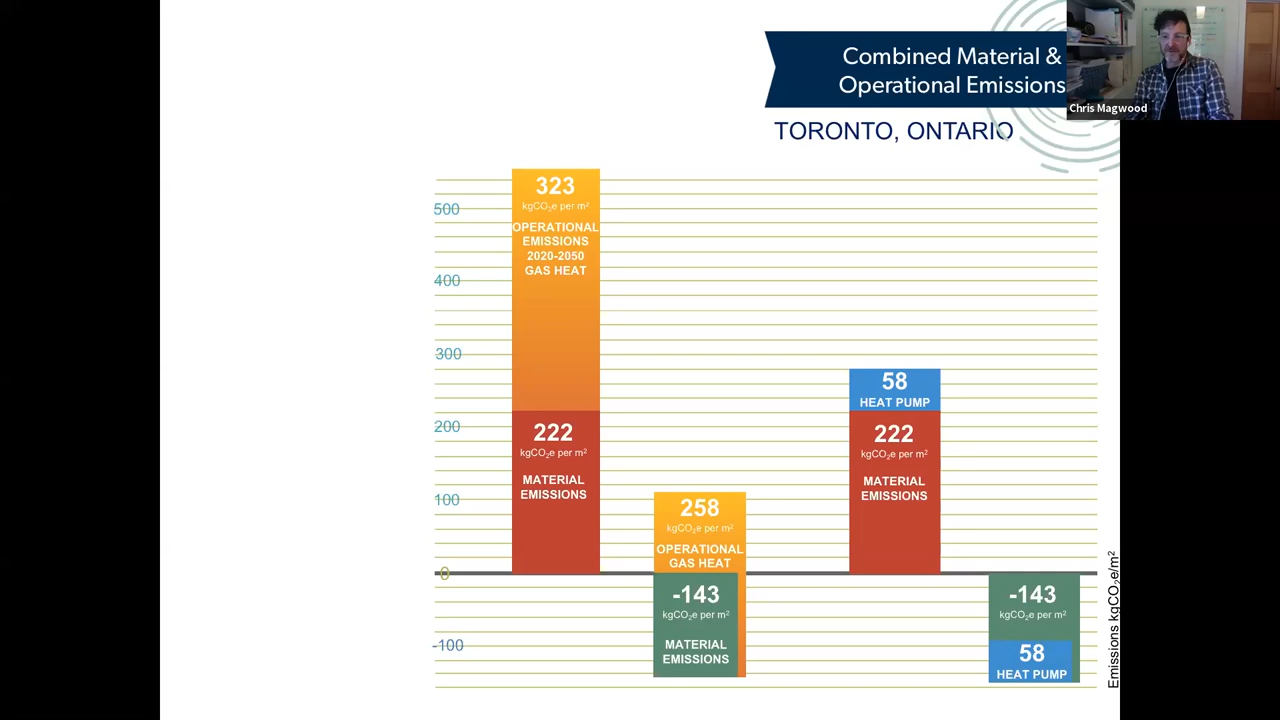 Combined Material &
Operational Emissions
Chris Magwood
TORONTO, ONTARIO
500
400
300
200
100
0
-100
323
kgCO₂e per m²
OPERATIONAL
EMISSIONS
2020-2050
GAS HEAT
222
kgCO₂e per m²
MATERIAL
EMISSIONS
258
kgCO₂e per m²
OPERATIONAL
GAS HEAT
-143
kgCO₂e per m²
MATERIAL
EMISSIONS
58
HEAT PUMP
222
kgCO₂e per m²
MATERIAL
EMISSIONS
-143
kgCO₂e per m²
58
HEAT PUMP
Emissions kgCO₂e/m²